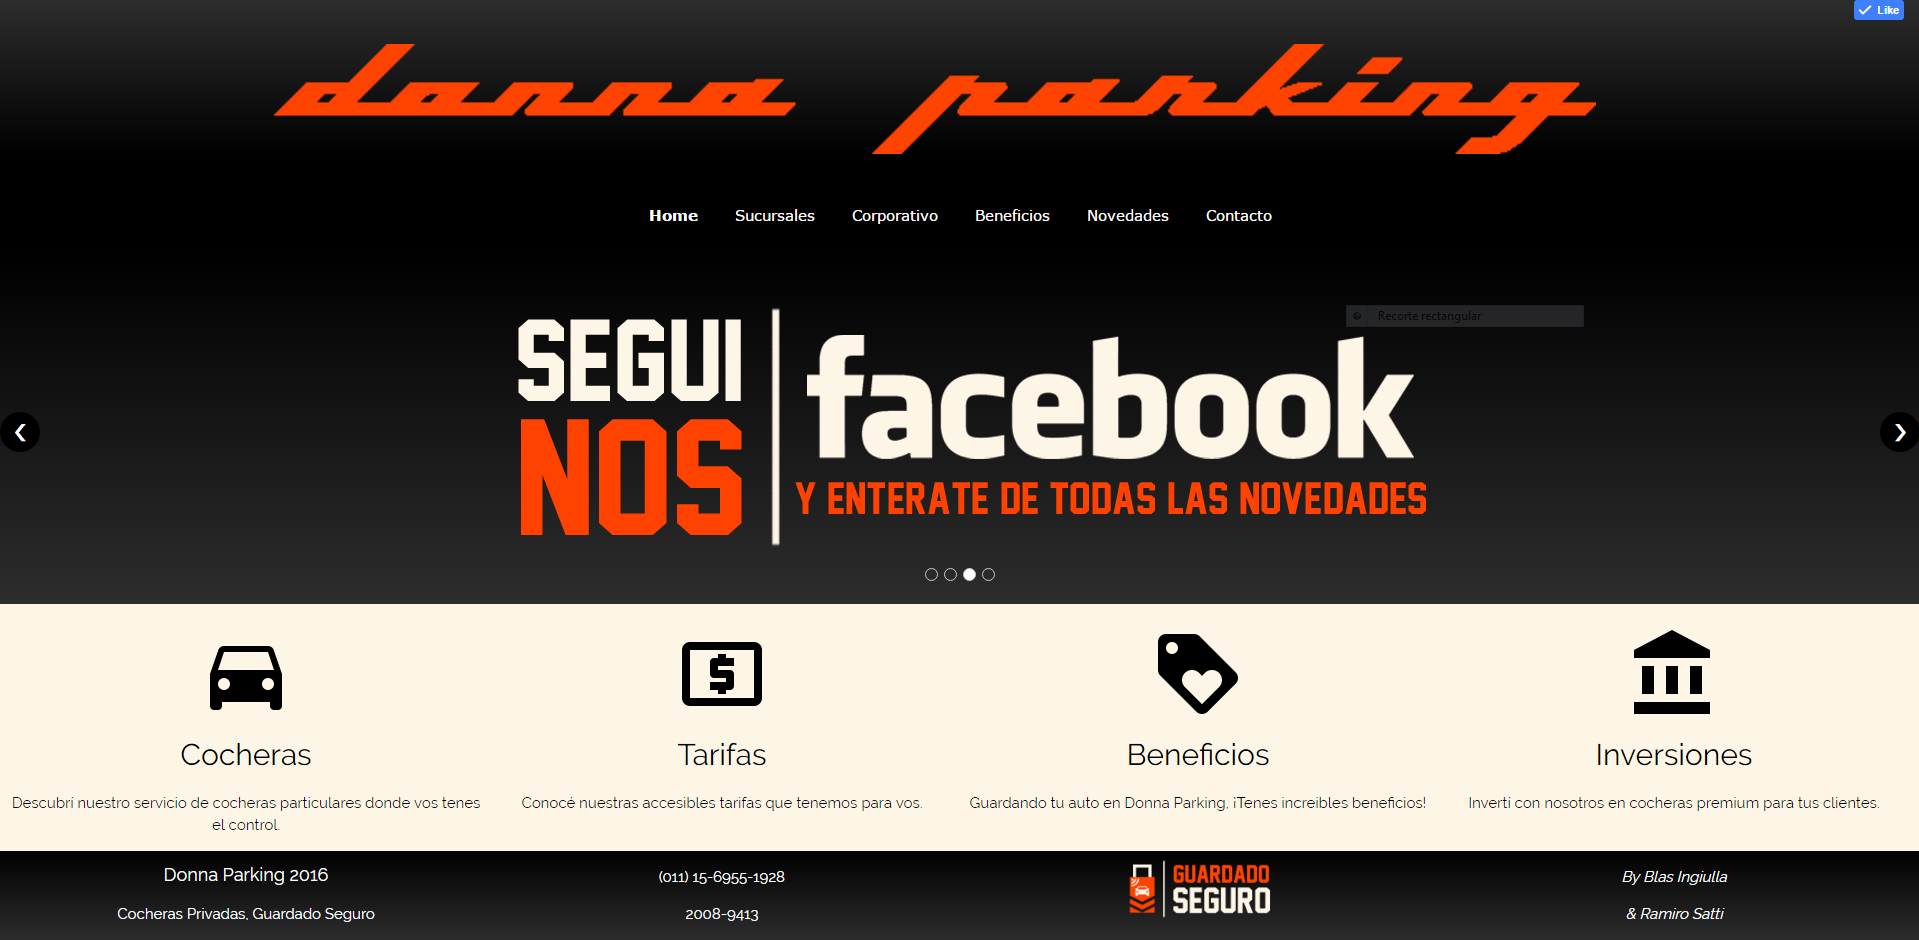 Like
donna parking
Home Sucursales Corporativo Beneficios Novedades Contacto
Recorte rectangular
SEGUI
NOS
facebook
Y ENTERATE DE TODAS LAS NOVEDADES
Cocheras
Descubrí nuestro servicio de cocheras particulares donde vos tenes
el control.
Tarifas
Conocé nuestras accesibles tarifas que tenemos para vos.
Beneficios
Guardando tu auto en Donna Parking, ¡Tenes increibles beneficios!
Inversiones
Invertí con nosotros en cocheras premium para tus clientes.
Donna Parking 2016
Cocheras Privadas, Guardado Seguro
(011) 15-6955-1928
2008-9413
GUARDADO
SEGURO
By Blas Ingiulla
& Ramiro Satti